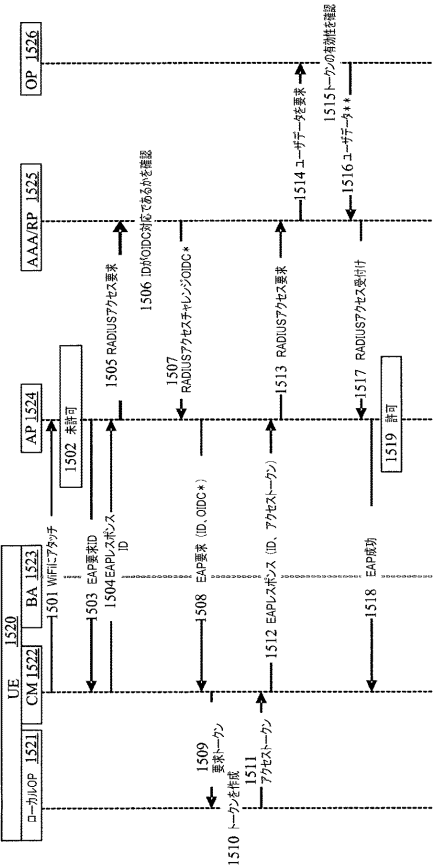 UE 1520
ローカルOP 1521
CM 1522
BA 1523
AP 1524
AAA/RP 1525
OP 1526
1501 WiFiにアタッチ
1502 未許可
1503 EAP要求ID
1504 EAPレスポンス
ID
1505 RADIUSアクセス要求
1506 IDがOIDC対応であるかを確認
1507
RADIUSアクセスチャレンジOIDC*
1508 EAP要求 (ID、OIDC*)
1509
要求トークン
1510 トークンを作成
1511
アクセストークン
1512 EAPレスポンス (ID、アクセストークン)
1513 RADIUSアクセス要求
1514 ユーザデータを要求
1515 トークンの有効性を確認
1516 ユーザデータ**
1517 RADIUSアクセス受付け
1518 EAP成功
1519 許可